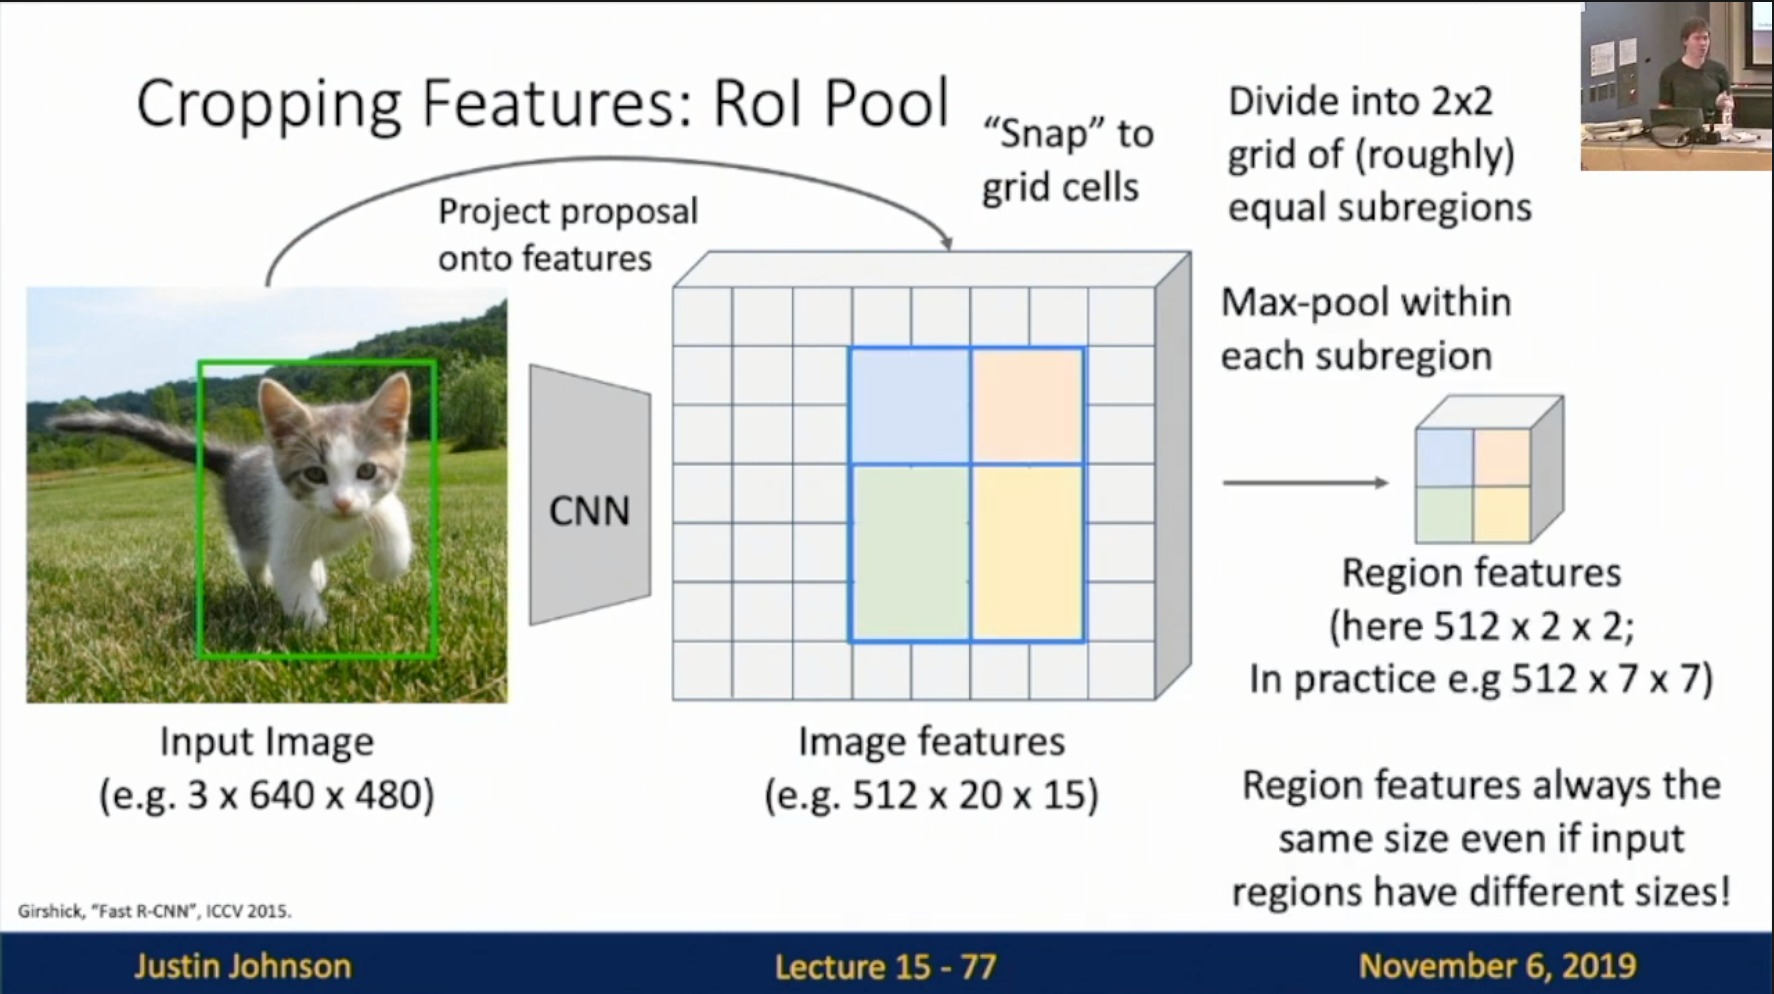 Cropping Features: RoI Pool
“Snap” to
grid cells
Divide into 2x2
grid of (roughly)
equal subregions
Project proposal
onto features
Max-pool within
each subregion
CNN
Region features
(here 512 x 2 x 2;
In practice e.g 512 x 7 x 7)
Input Image
(e.g. 3 x 640 x 480)
Image features
(e.g. 512 x 20 x 15)
Region features always the
same size even if input
regions have different sizes!
Girshick, “Fast R-CNN”, ICCV 2015.
Justin Johnson
Lecture 15 - 77
November 6, 2019